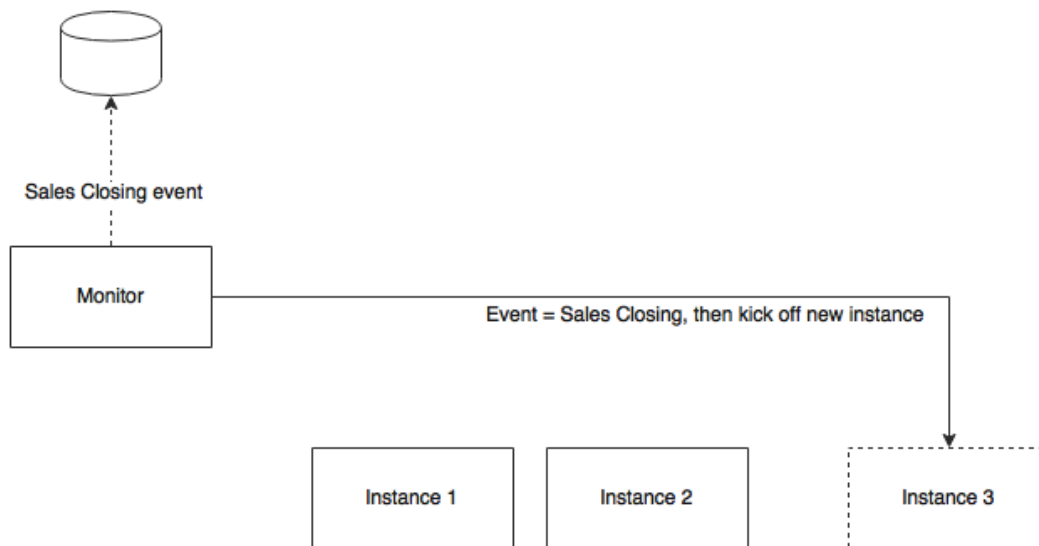 Sales Closing event
Monitor
Event = Sales Closing, then kick off new instance
Instance 1
Instance 2
Instance 3